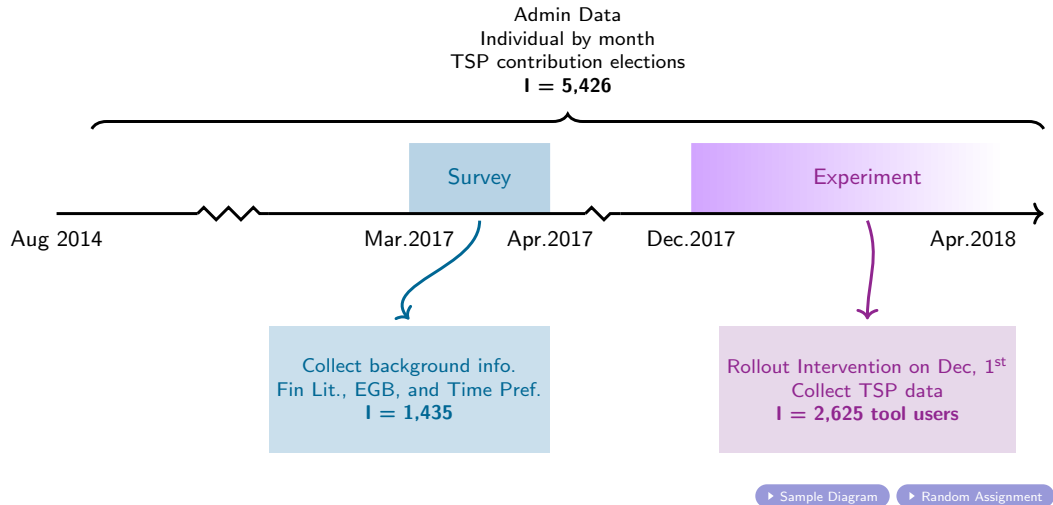 Admin Data
Individual by month
TSP contribution elections
I = 5,426
Survey
Experiment
Aug 2014
Mar.2017
Apr.2017
Dec.2017
Apr.2018
Collect background info.
Fin Lit., EGB, and Time Pref.
I = 1,435
Rollout Intervention on Dec, 1st
Collect TSP data
I = 2,625 tool users
Sample Diagram
Random Assignment